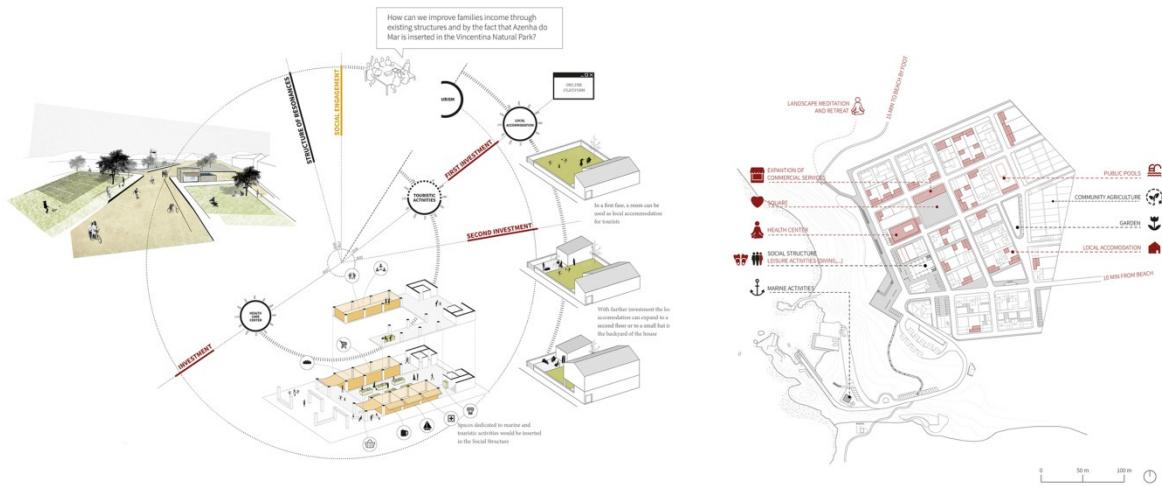 How can we improve families income through
existing structures and by the fact that Azenha do
Mar is inserted in the Vincentina Natural Park?
STRUCTURE OF RESONANCES
SOCIAL ENGAGEMENT
URISM
ONLINE
PLATFORM
LOCAL
ACCOMMODATION
FIRST INVESTMENT
TOURISTIC
ACTIVITIES
In a first fase, a room can be
used as local accommodation
for tourists
SECOND INVESTMENT
With further investment the lo
accomodation can expand to a
second floor or to a small hut in
the backyard of the house
HEALTH
CARE
CENTER
INVESTMENT
Spaces dedicated to marine and
touristic activities would be inserted
in the Social Structure
LANDSCAPE MEDITATION
AND RETREAT
15 MIN TO BEACH BY FOOT
EXPANTION OF
COMMERCIAL SERVICES
SQUARE
HEALTH CENTER
SOCIAL STRUCTURE
LEISURE ACTIVITIES (DIVING,...)
MARINE ACTIVITIES
PUBLIC POOLS
COMMUNITY AGRICULTURE
GARDEN
LOCAL ACCOMODATION
10 MIN FROM BEACH
0 50 m 100 m